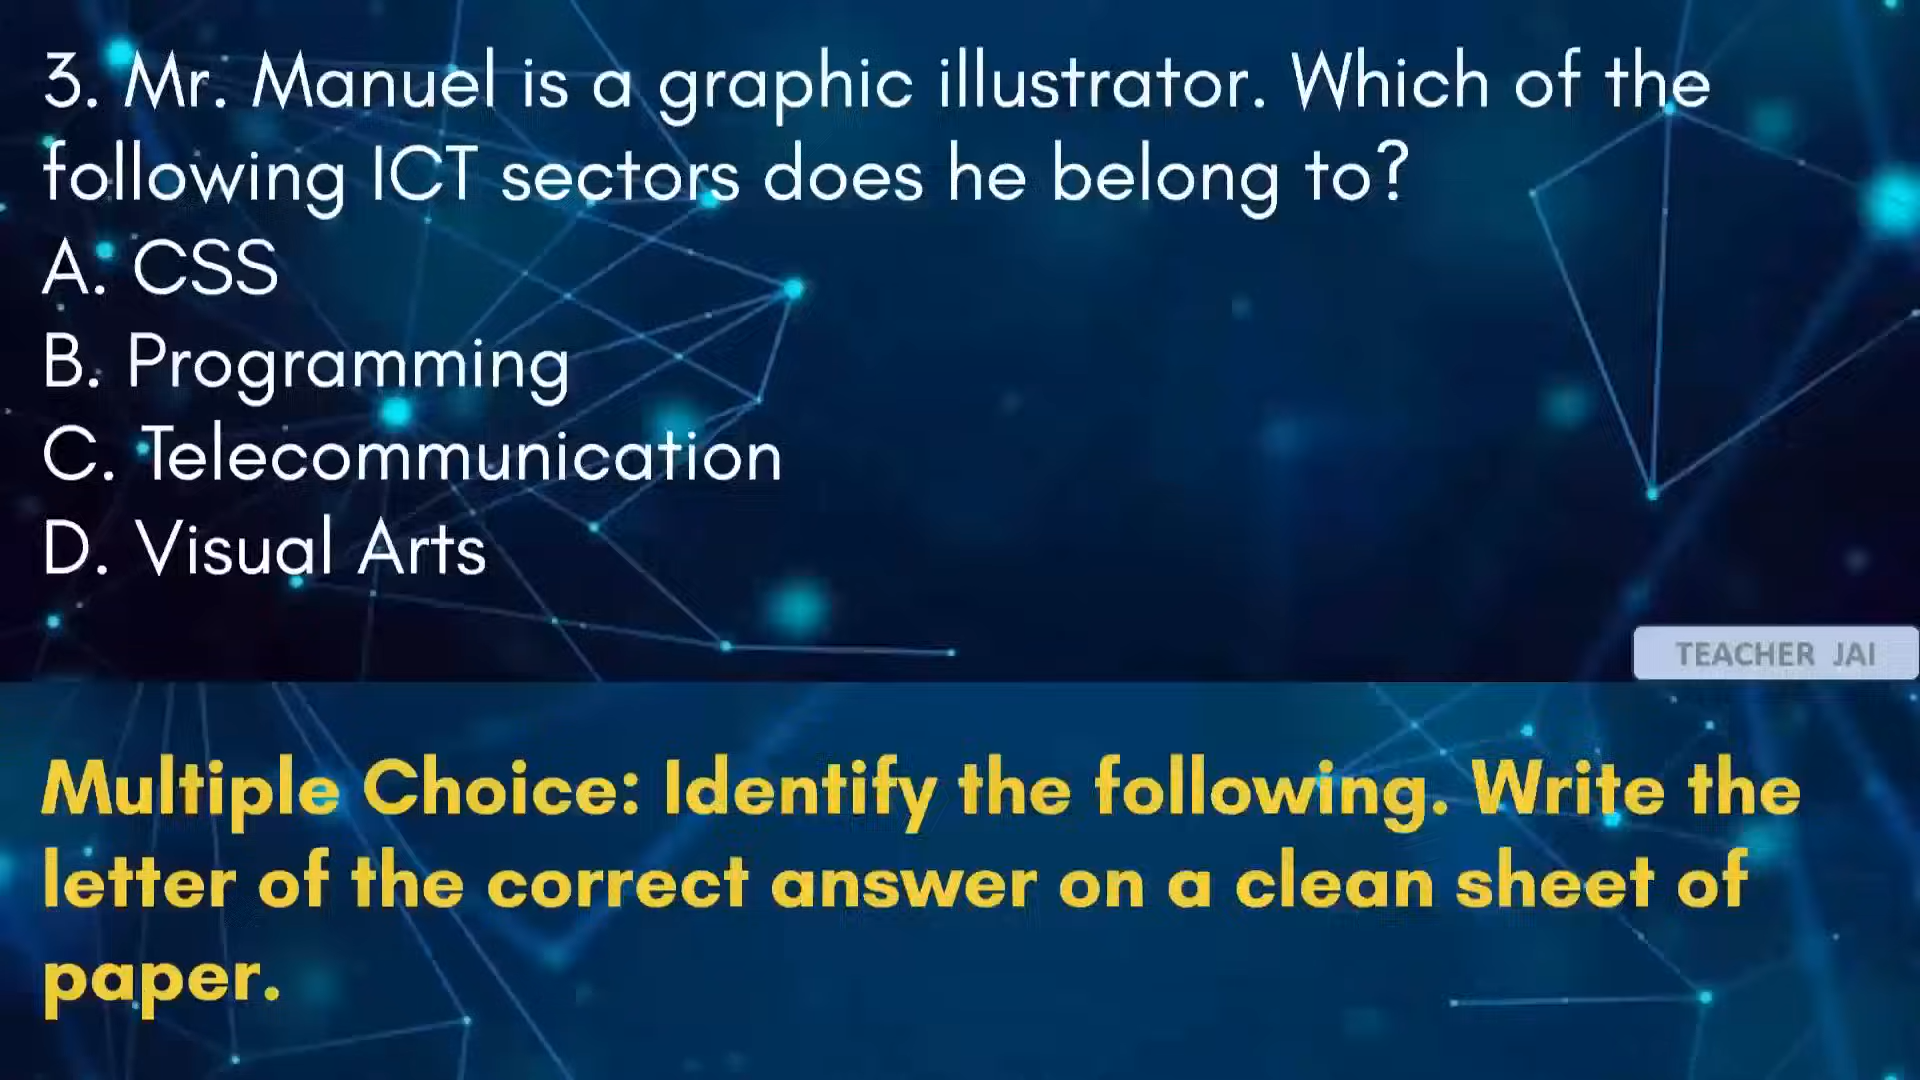 3. Mr. Manuel is a graphic illustrator. Which of the
following ICT sectors does he belong to?
A. CSS
B. Programming
C. Telecommunication
D. Visual Arts
TEACHER JAI
Multiple Choice: Identify the following. Write the
letter of the correct answer on a clean sheet of
paper.